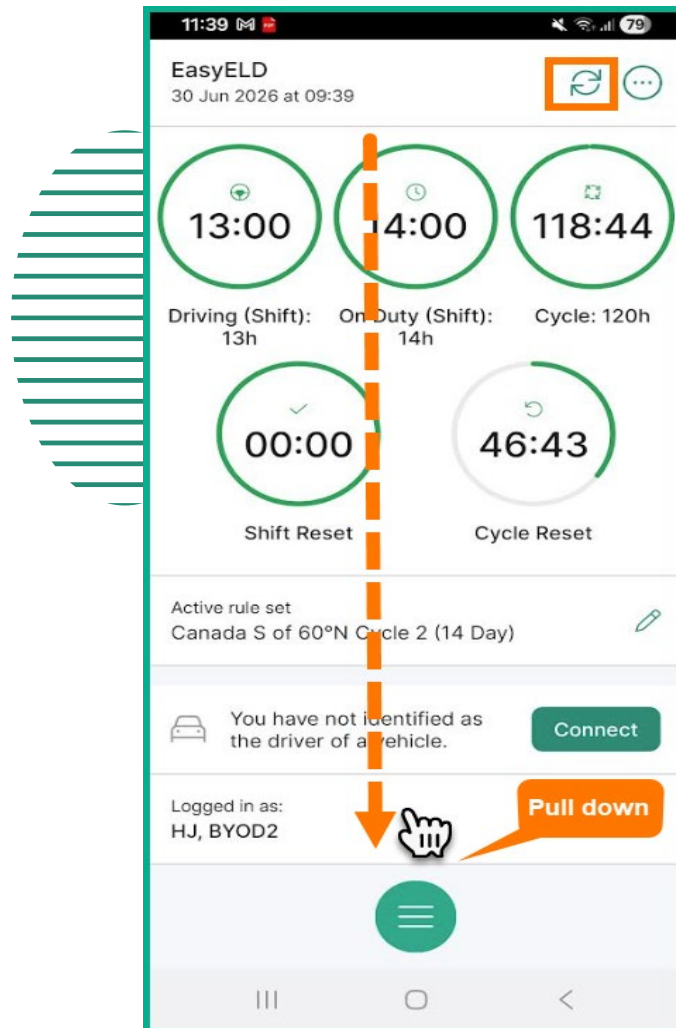 11:39
79
EasyELD
30 Jun 2026 at 09:39
13:00
14:00
118:44
Driving (Shift):
13h
On Duty (Shift):
14h
Cycle: 120h
00:00
46:43
Shift Reset
Cycle Reset
Active rule set
Canada S of 60°N Cycle 2 (14 Day)
You have not identified as
the driver of a vehicle.
Connect
Logged in as:
HJ, BYOD2
Pull down